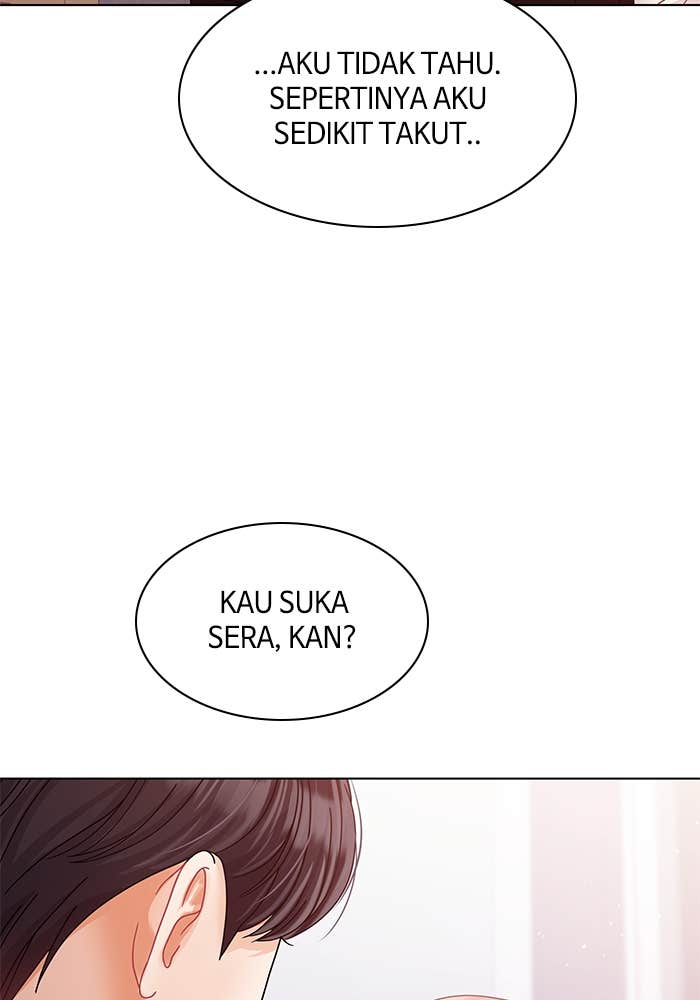 ...AKU TIDAK TAHU.
SEPERTINYA AKU
SEDIKIT TAKUT..
KAU SUKA
SERA, KAN?